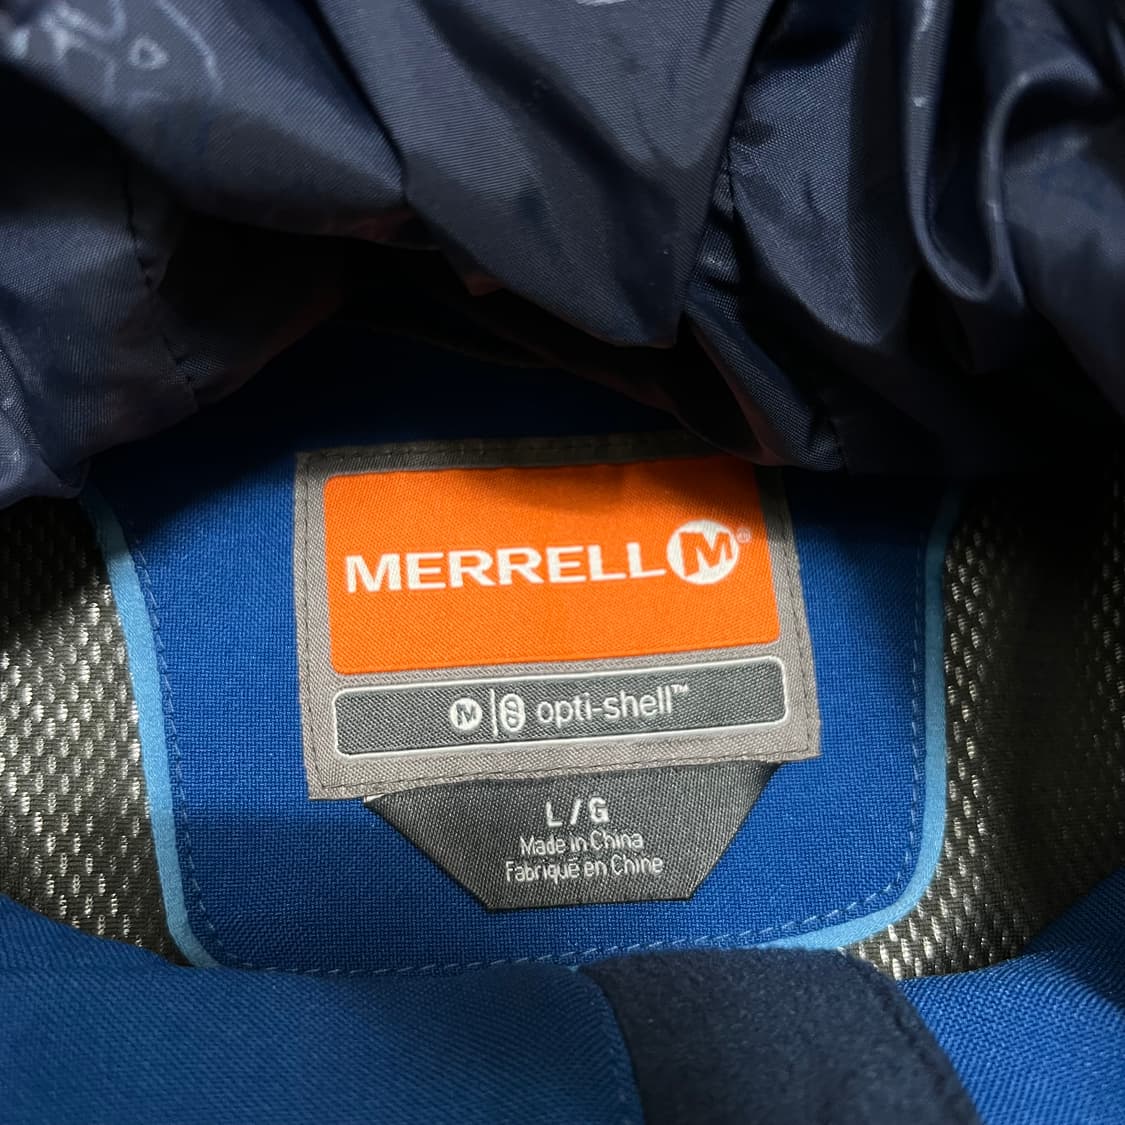 MERRELL M®
M S opti-shell™
L / G
Made in China
Fabriqué en Chine